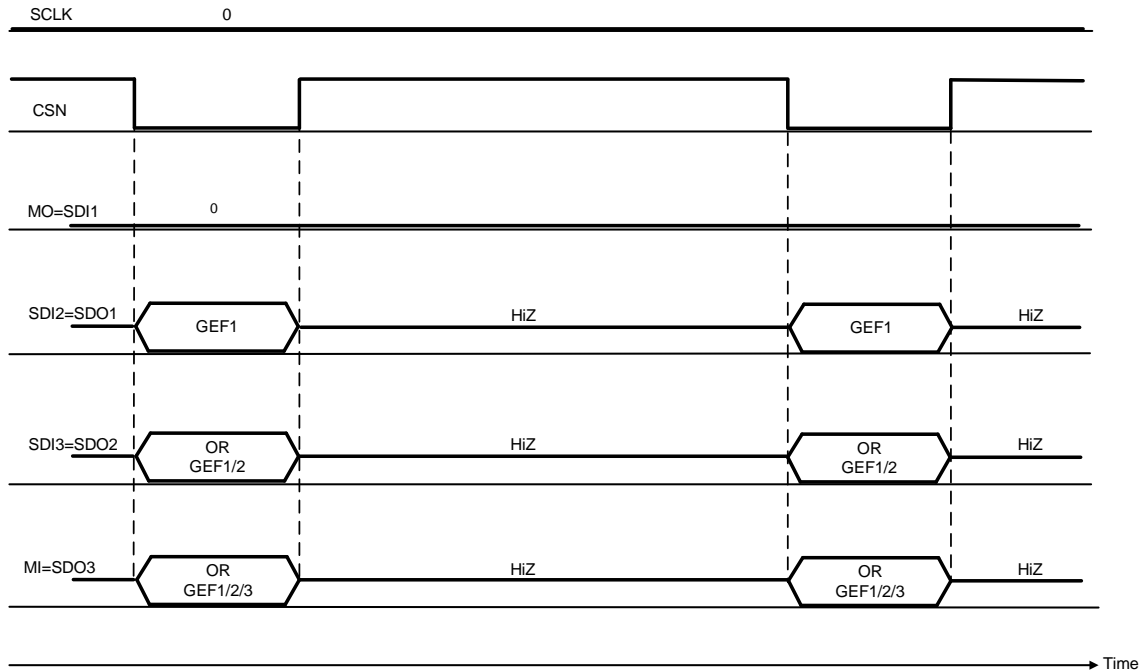 SCLK 0
CSN
MO=SDI1 0
SDI2=SDO1 GEF1 HiZ GEF1 HiZ
SDI3=SDO2 OR GEF1/2 HiZ OR GEF1/2 HiZ
MI=SDO3 OR GEF1/2/3 HiZ OR GEF1/2/3 HiZ
Time